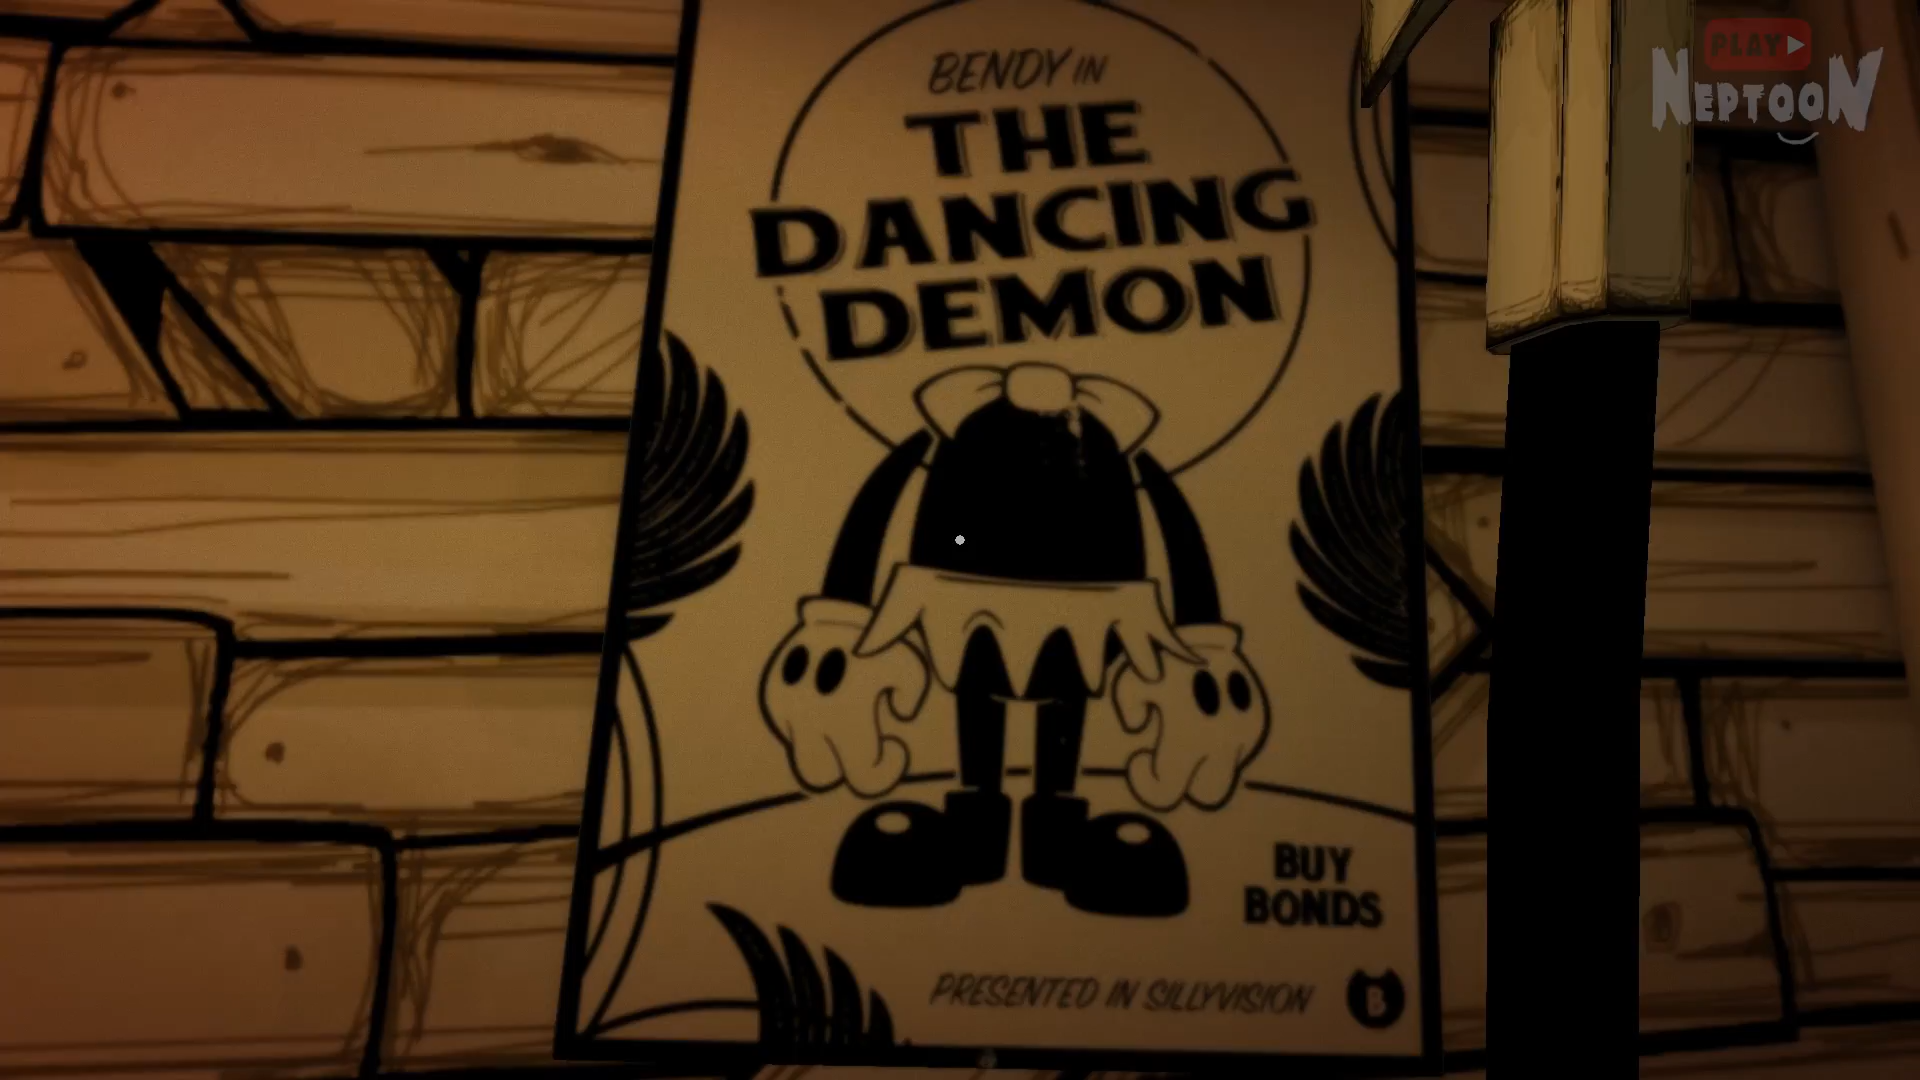 PLAY
NEPTOON
BENDY IN
THE
DANCING
DEMON
BUY
BONDS
PRESENTED IN SILLYVISION
B